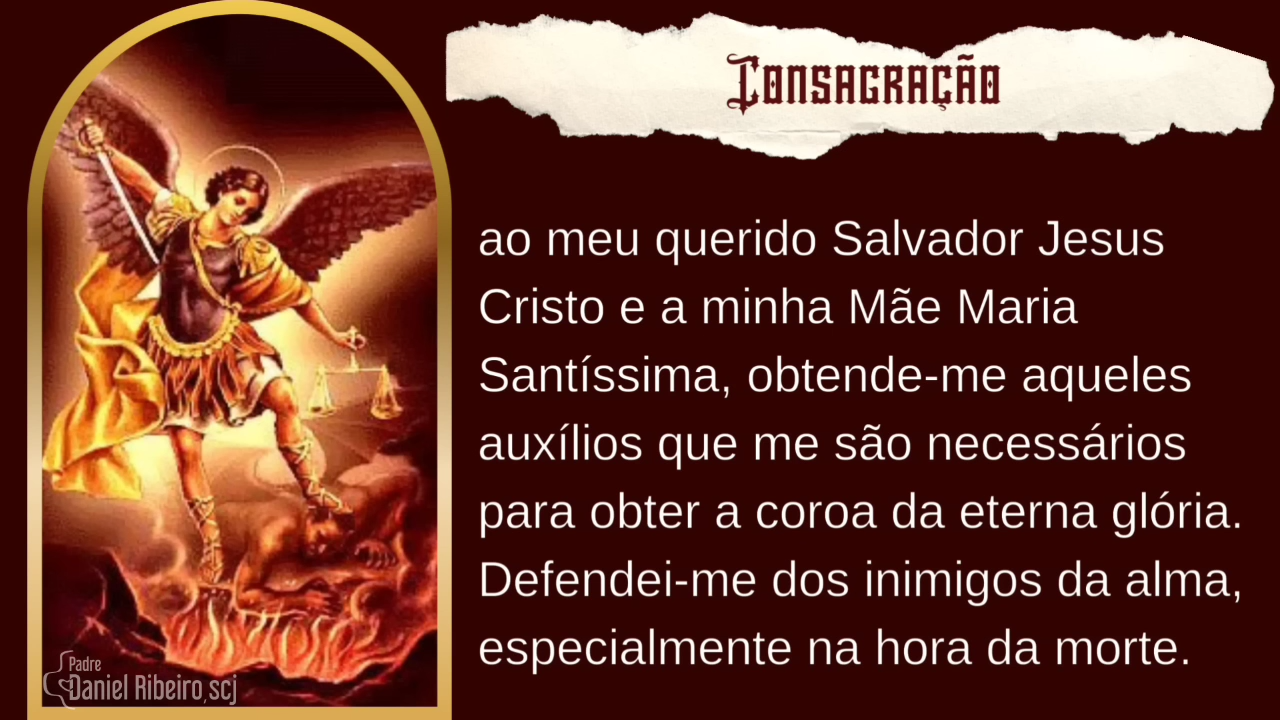 Consagração
ao meu querido Salvador Jesus
Cristo e a minha Mãe Maria
Santíssima, obtende-me aqueles
auxílios que me são necessários
para obter a coroa da eterna glória.
Defendei-me dos inimigos da alma,
especialmente na hora da morte.
Padre
Daniel Ribeiro, scj